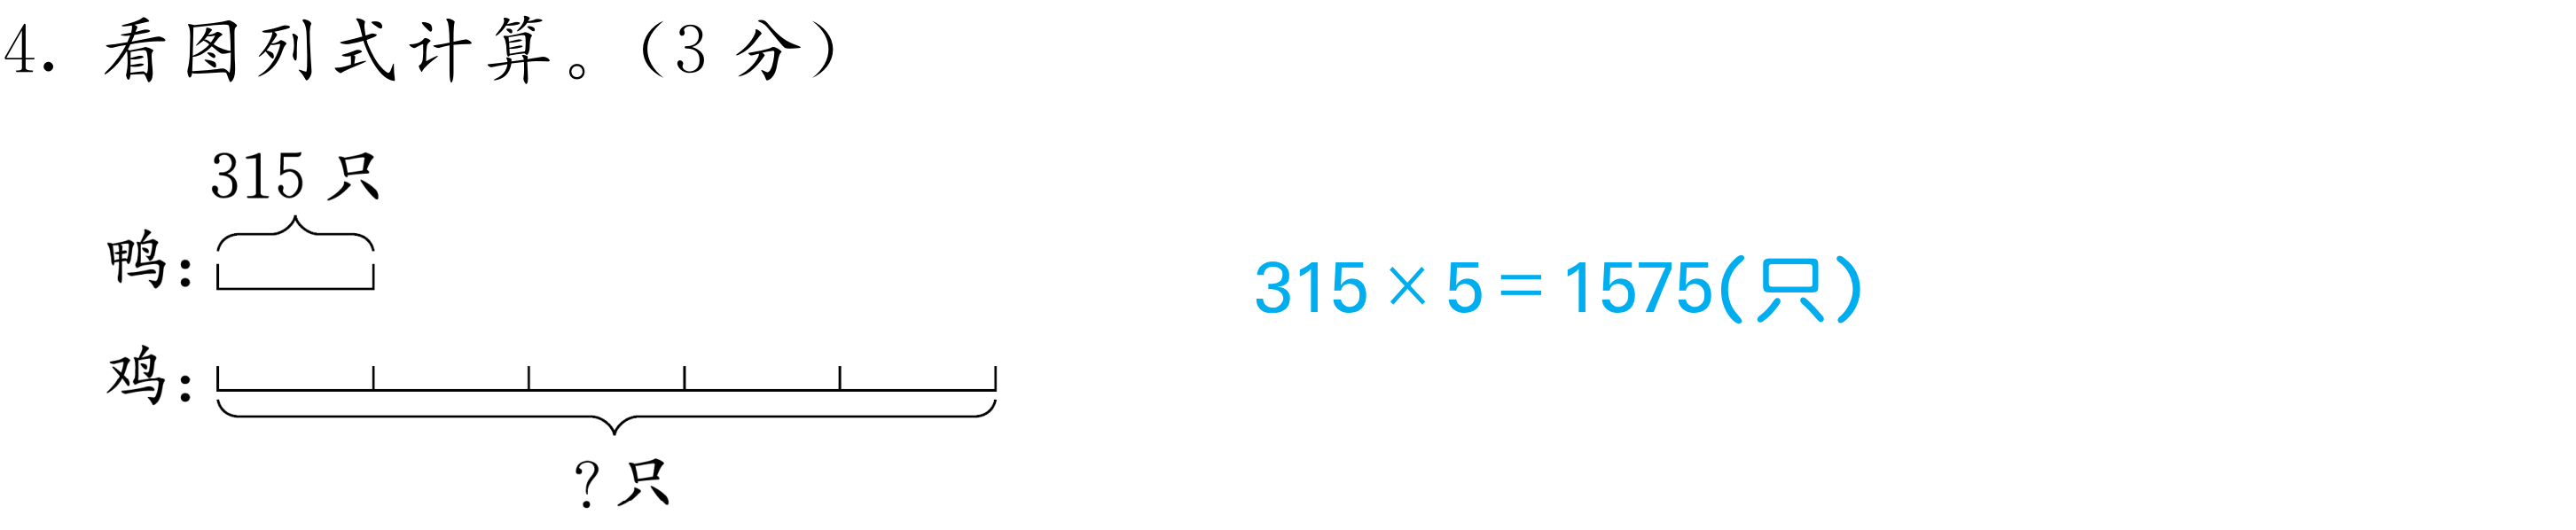 4. 看图列式计算。(3 分)
315 只
鸭:
315 × 5 = 1575(只)
鸡:
? 只